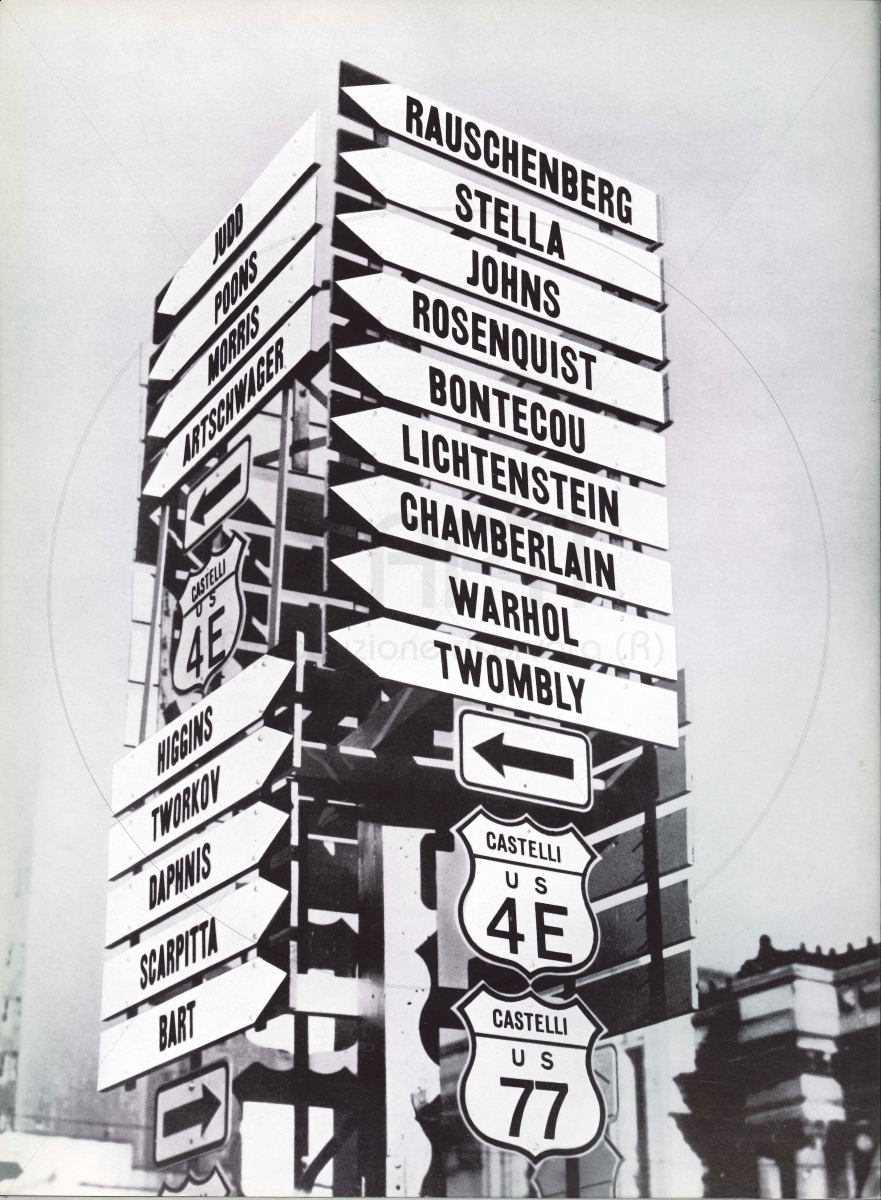 RAUSCHENBERG
STELLA
JOHNS
ROSENQUIST
BONTECOU
LICHTENSTEIN
CHAMBERLAIN
WARHOL
TWOMBLY
CASTELLI
US
4E
CASTELLI
US
77
JUDD
POONS
MORRIS
ARTSCHWAGER
CASTELLI
US
4E
HIGGINS
TWORKOV
DAPHNIS
SCARPITTA
BART
(R)